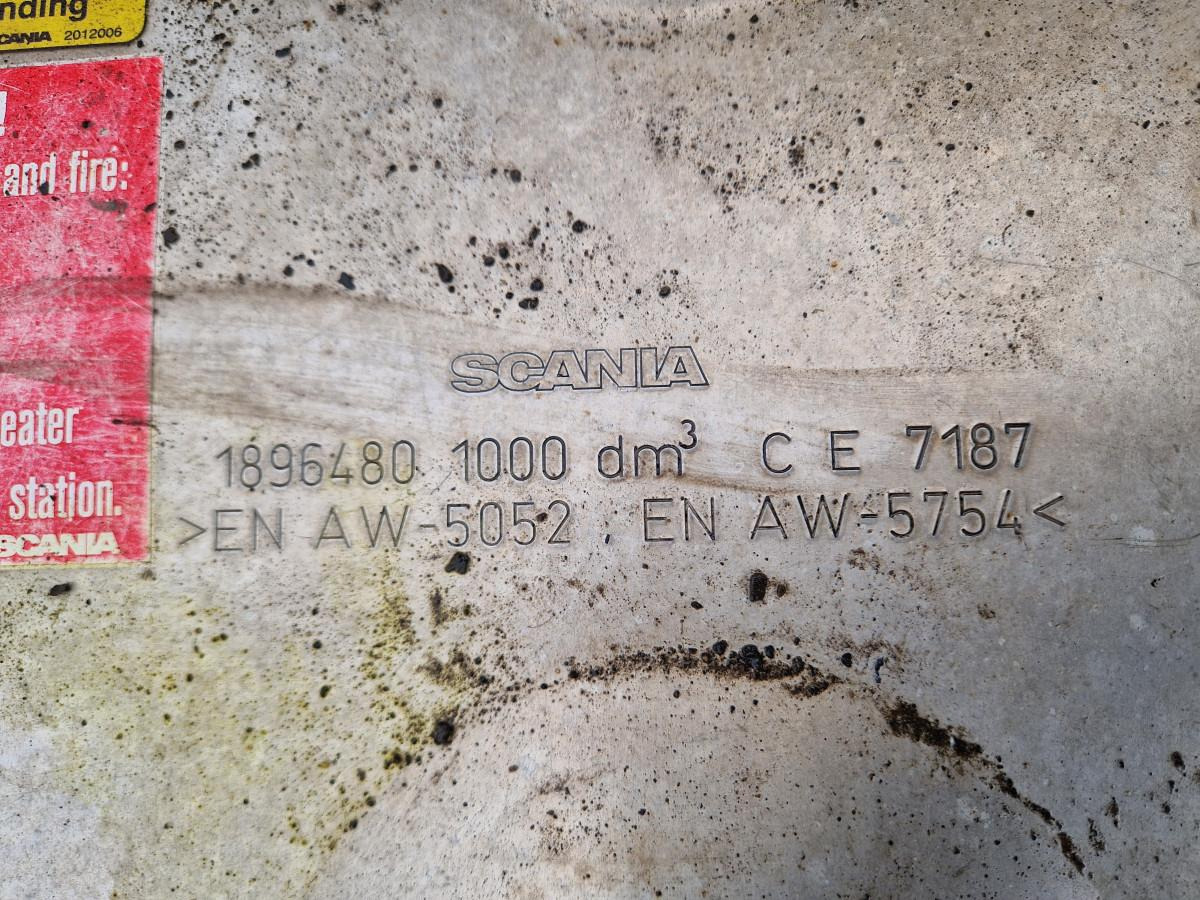 nding
SCANIA 2012006
!
and fire:
eater
station.
SCANIA
SCANIA
1896480 1000 dm³ C E 7187
>EN AW-5052 , EN AW-5754<